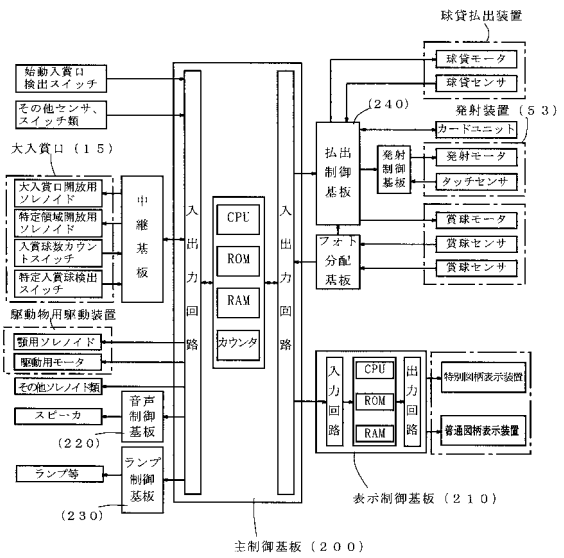 球貸払出装置
球貸モータ
球貸センサ
(240)
発射装置(53)
カードユニット
払出
制御
基板
発射
制御
基板
発射モータ
タッチセンサ
フォト
分配
基板
賞球モータ
賞球センサ
賞球センサ
始動入賞口
検出スイッチ
その他センサ、
スイッチ類
大入賞口(15)
大入賞口開放用
ソレノイド
特定領域開放用
ソレノイド
入賞球数カウン
トスイッチ
特定入賞球検出
スイッチ
中継基板
駆動物用駆動装置
顎用ソレノイド
駆動用モータ
その他ソレノイド類
スピーカ
音声
制御
基板
(220)
ランプ等
ランプ
制御
基板
(230)
入出力回路
CPU
ROM
RAM
カウンタ
入出力回路
主制御基板(200)
入力回路
CPU
ROM
RAM
出力回路
表示制御基板(210)
特別図柄表示装置
普通図柄表示装置